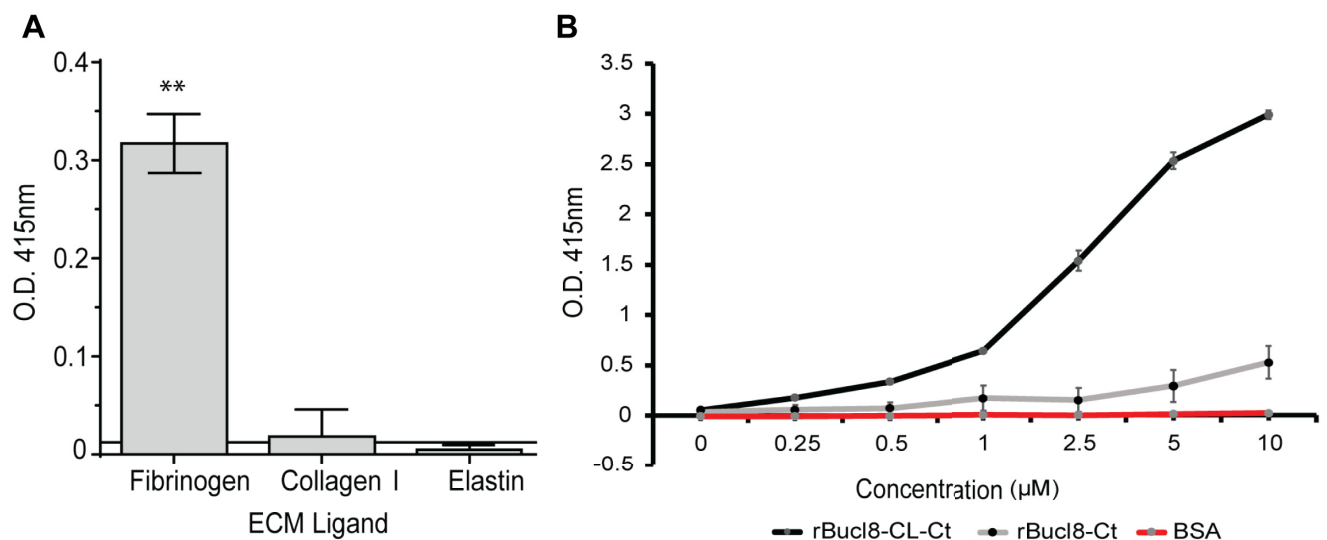 A
O.D. 415nm
0.4
0.3
0.2
0.1
0
**
Fibrinogen Collagen I Elastin
ECM Ligand
B
O.D. 415nm
3.5
3
2.5
2
1.5
1
0.5
0
-0.5
0 0.25 0.5 1 2.5 5 10
Concentration (µM)
rBucl8-CL-Ct rBucl8-Ct BSA